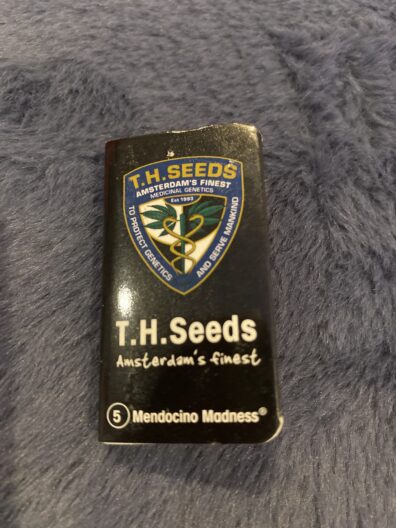 T.H.SEEDS
AMSTERDAM'S FINEST
MEDICINAL GENETICS
Est 1993
TO PROTECT GENETICS
AND SERVE MANKIND
T.H.Seeds
Amsterdam's finest
5 Mendocino Madness®